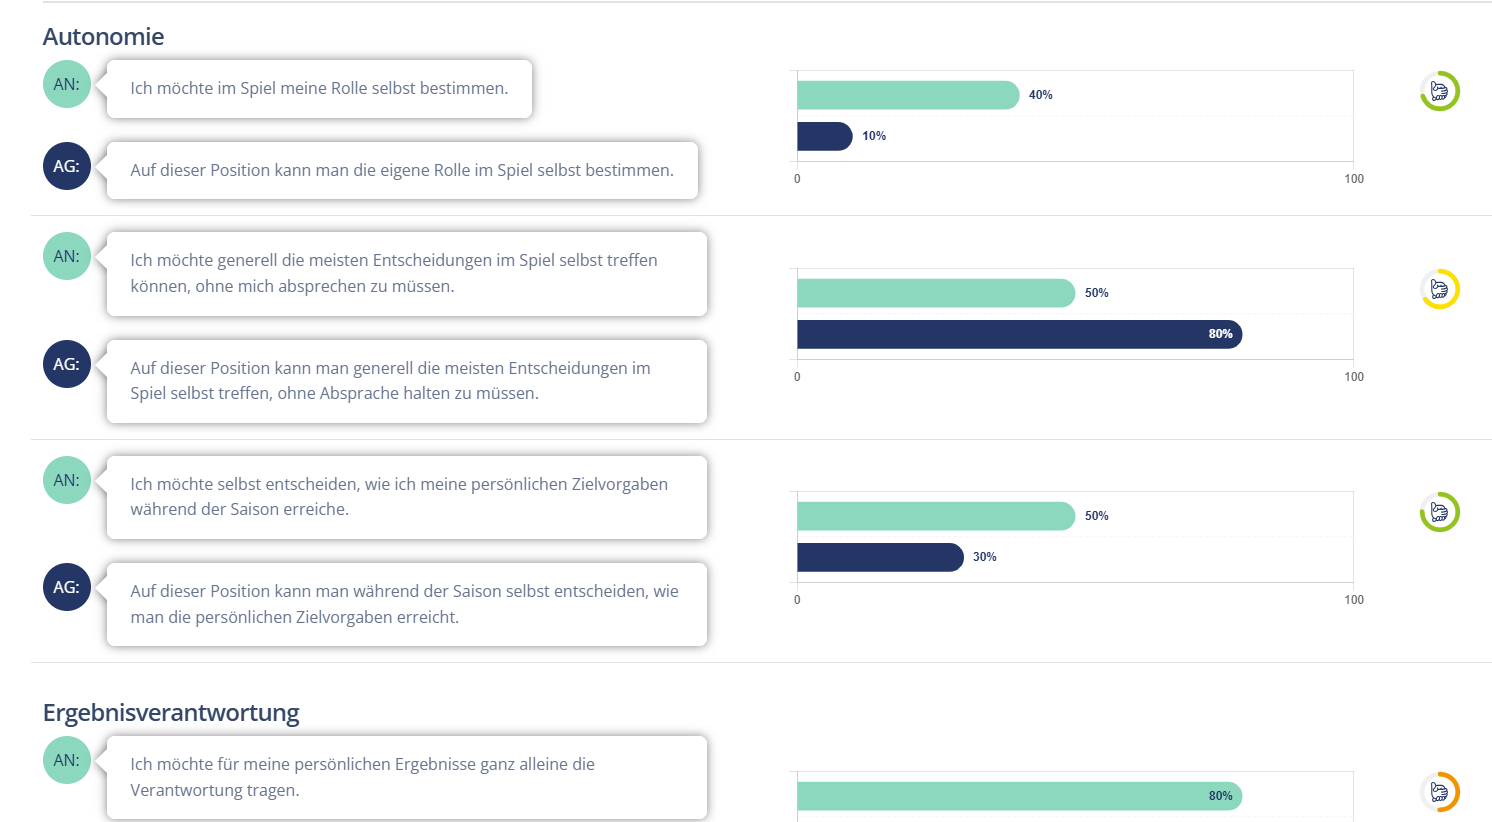 Autonomie
AN:
Ich möchte im Spiel meine Rolle selbst bestimmen.
AG:
Auf dieser Position kann man die eigene Rolle im Spiel selbst bestimmen.
40%
10%
0
100
AN:
Ich möchte generell die meisten Entscheidungen im Spiel selbst treffen
können, ohne mich absprechen zu müssen.
AG:
Auf dieser Position kann man generell die meisten Entscheidungen im
Spiel selbst treffen, ohne Absprache halten zu müssen.
50%
80%
0
100
AN:
Ich möchte selbst entscheiden, wie ich meine persönlichen Zielvorgaben
während der Saison erreiche.
AG:
Auf dieser Position kann man während der Saison selbst entscheiden, wie
man die persönlichen Zielvorgaben erreicht.
50%
30%
0
100
Ergebnisverantwortung
AN:
Ich möchte für meine persönlichen Ergebnisse ganz alleine die
Verantwortung tragen.
80%